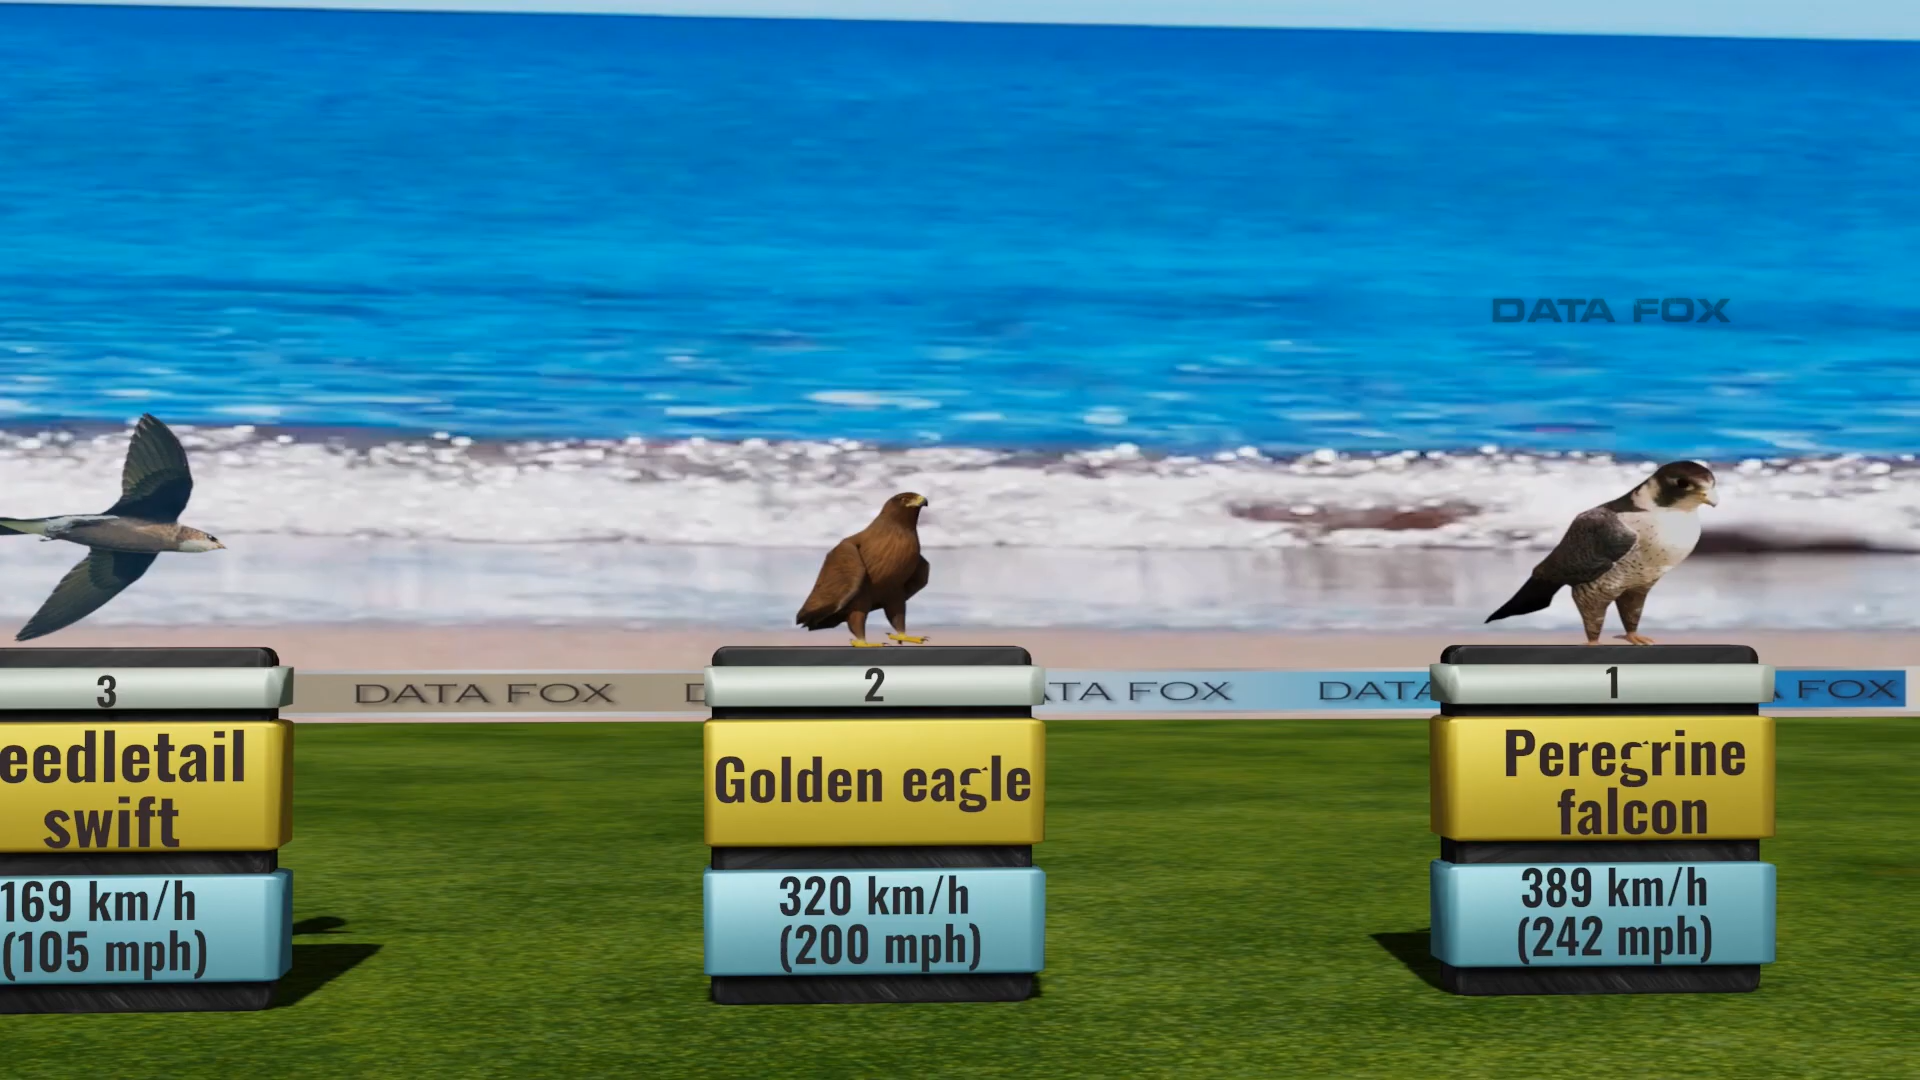 DATA FOX
3
eedletail
swift
169 km/h
(105 mph)
DATA FOX
2
Golden eagle
320 km/h
(200 mph)
TA FOX
DATA
1
Peregrine
falcon
389 km/h
(242 mph)
FOX